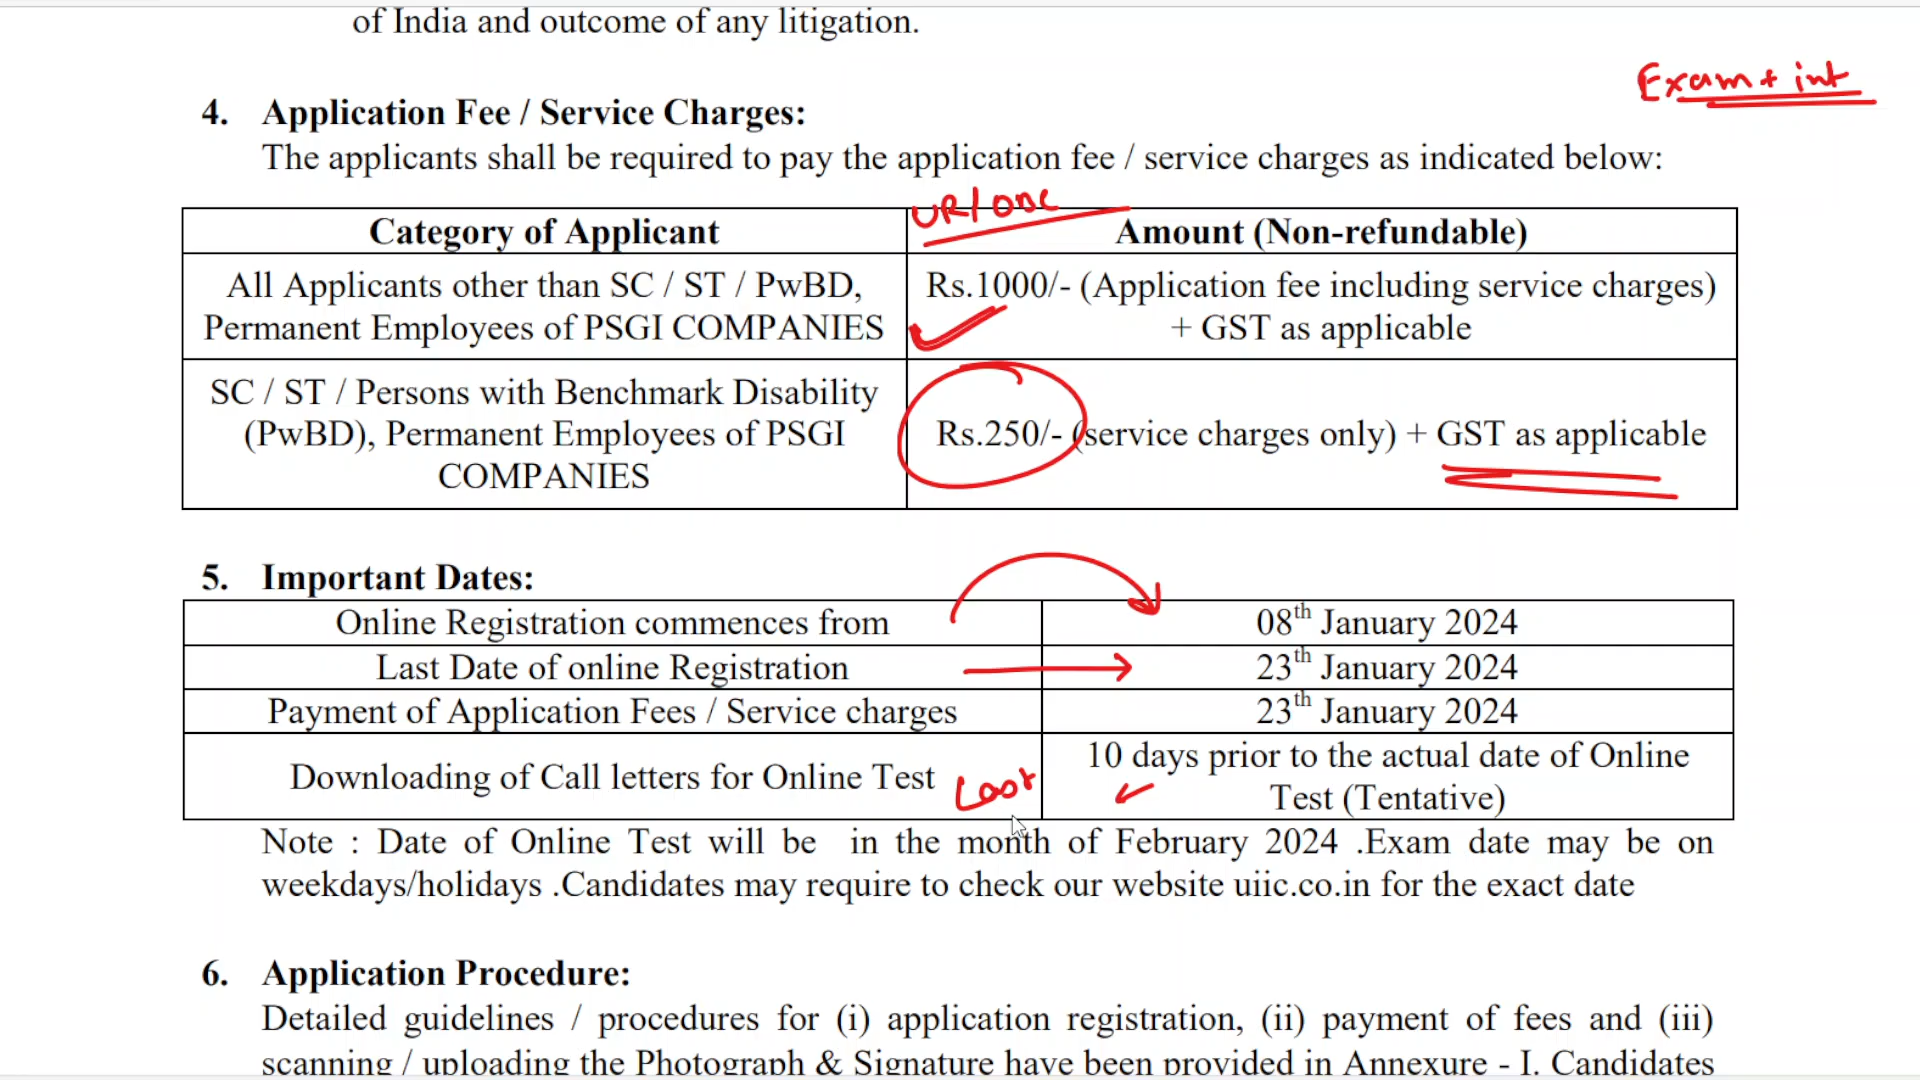 of India and outcome of any litigation.
Exam + int
4. Application Fee / Service Charges:
The applicants shall be required to pay the application fee / service charges as indicated below:
UR/OBC
Category of Applicant Amount (Non-refundable)
All Applicants other than SC / ST / PwBD, Rs.1000/- (Application fee including service charges)
Permanent Employees of PSGI COMPANIES + GST as applicable
SC / ST / Persons with Benchmark Disability
(PwBD), Permanent Employees of PSGI Rs.250/- (service charges only) + GST as applicable
COMPANIES
5. Important Dates:
Online Registration commences from 08th January 2024
Last Date of online Registration 23th January 2024
Payment of Application Fees / Service charges 23th January 2024
Downloading of Call letters for Online Test Last 10 days prior to the actual date of Online
Test (Tentative)
Note : Date of Online Test will be in the month of February 2024 .Exam date may be on
weekdays/holidays .Candidates may require to check our website uiic.co.in for the exact date
6. Application Procedure:
Detailed guidelines / procedures for (i) application registration, (ii) payment of fees and (iii)
scanning / uploading the Photograph & Signature have been provided in Annexure - I. Candidates